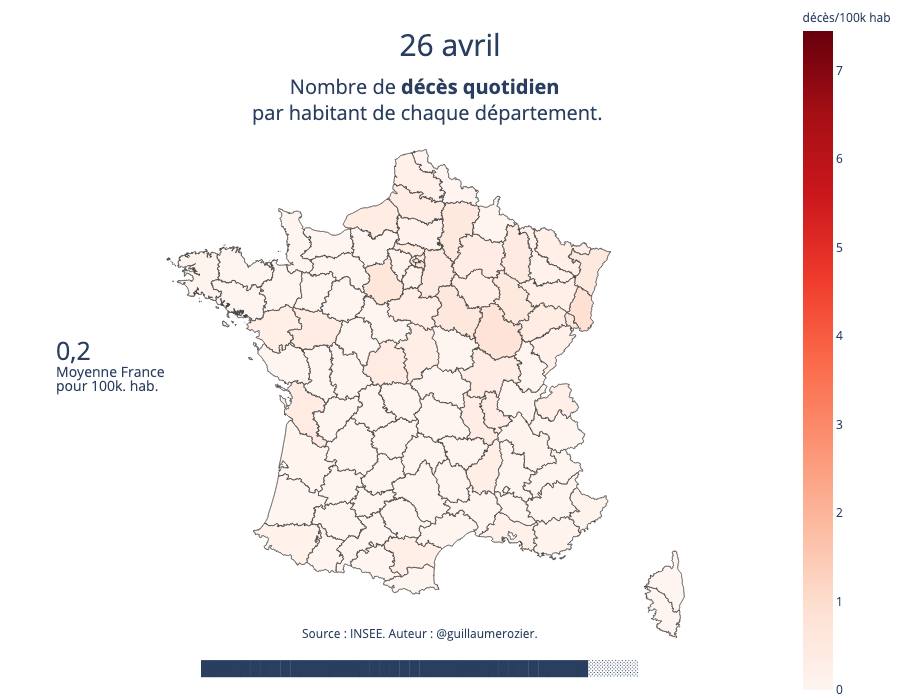 décès/100k hab
26 avril
Nombre de décès quotidien
par habitant de chaque département.
7
6
5
4
3
2
1
0
0,2
Moyenne France
pour 100k. hab.
Source : INSEE. Auteur : @guillaumerozier.